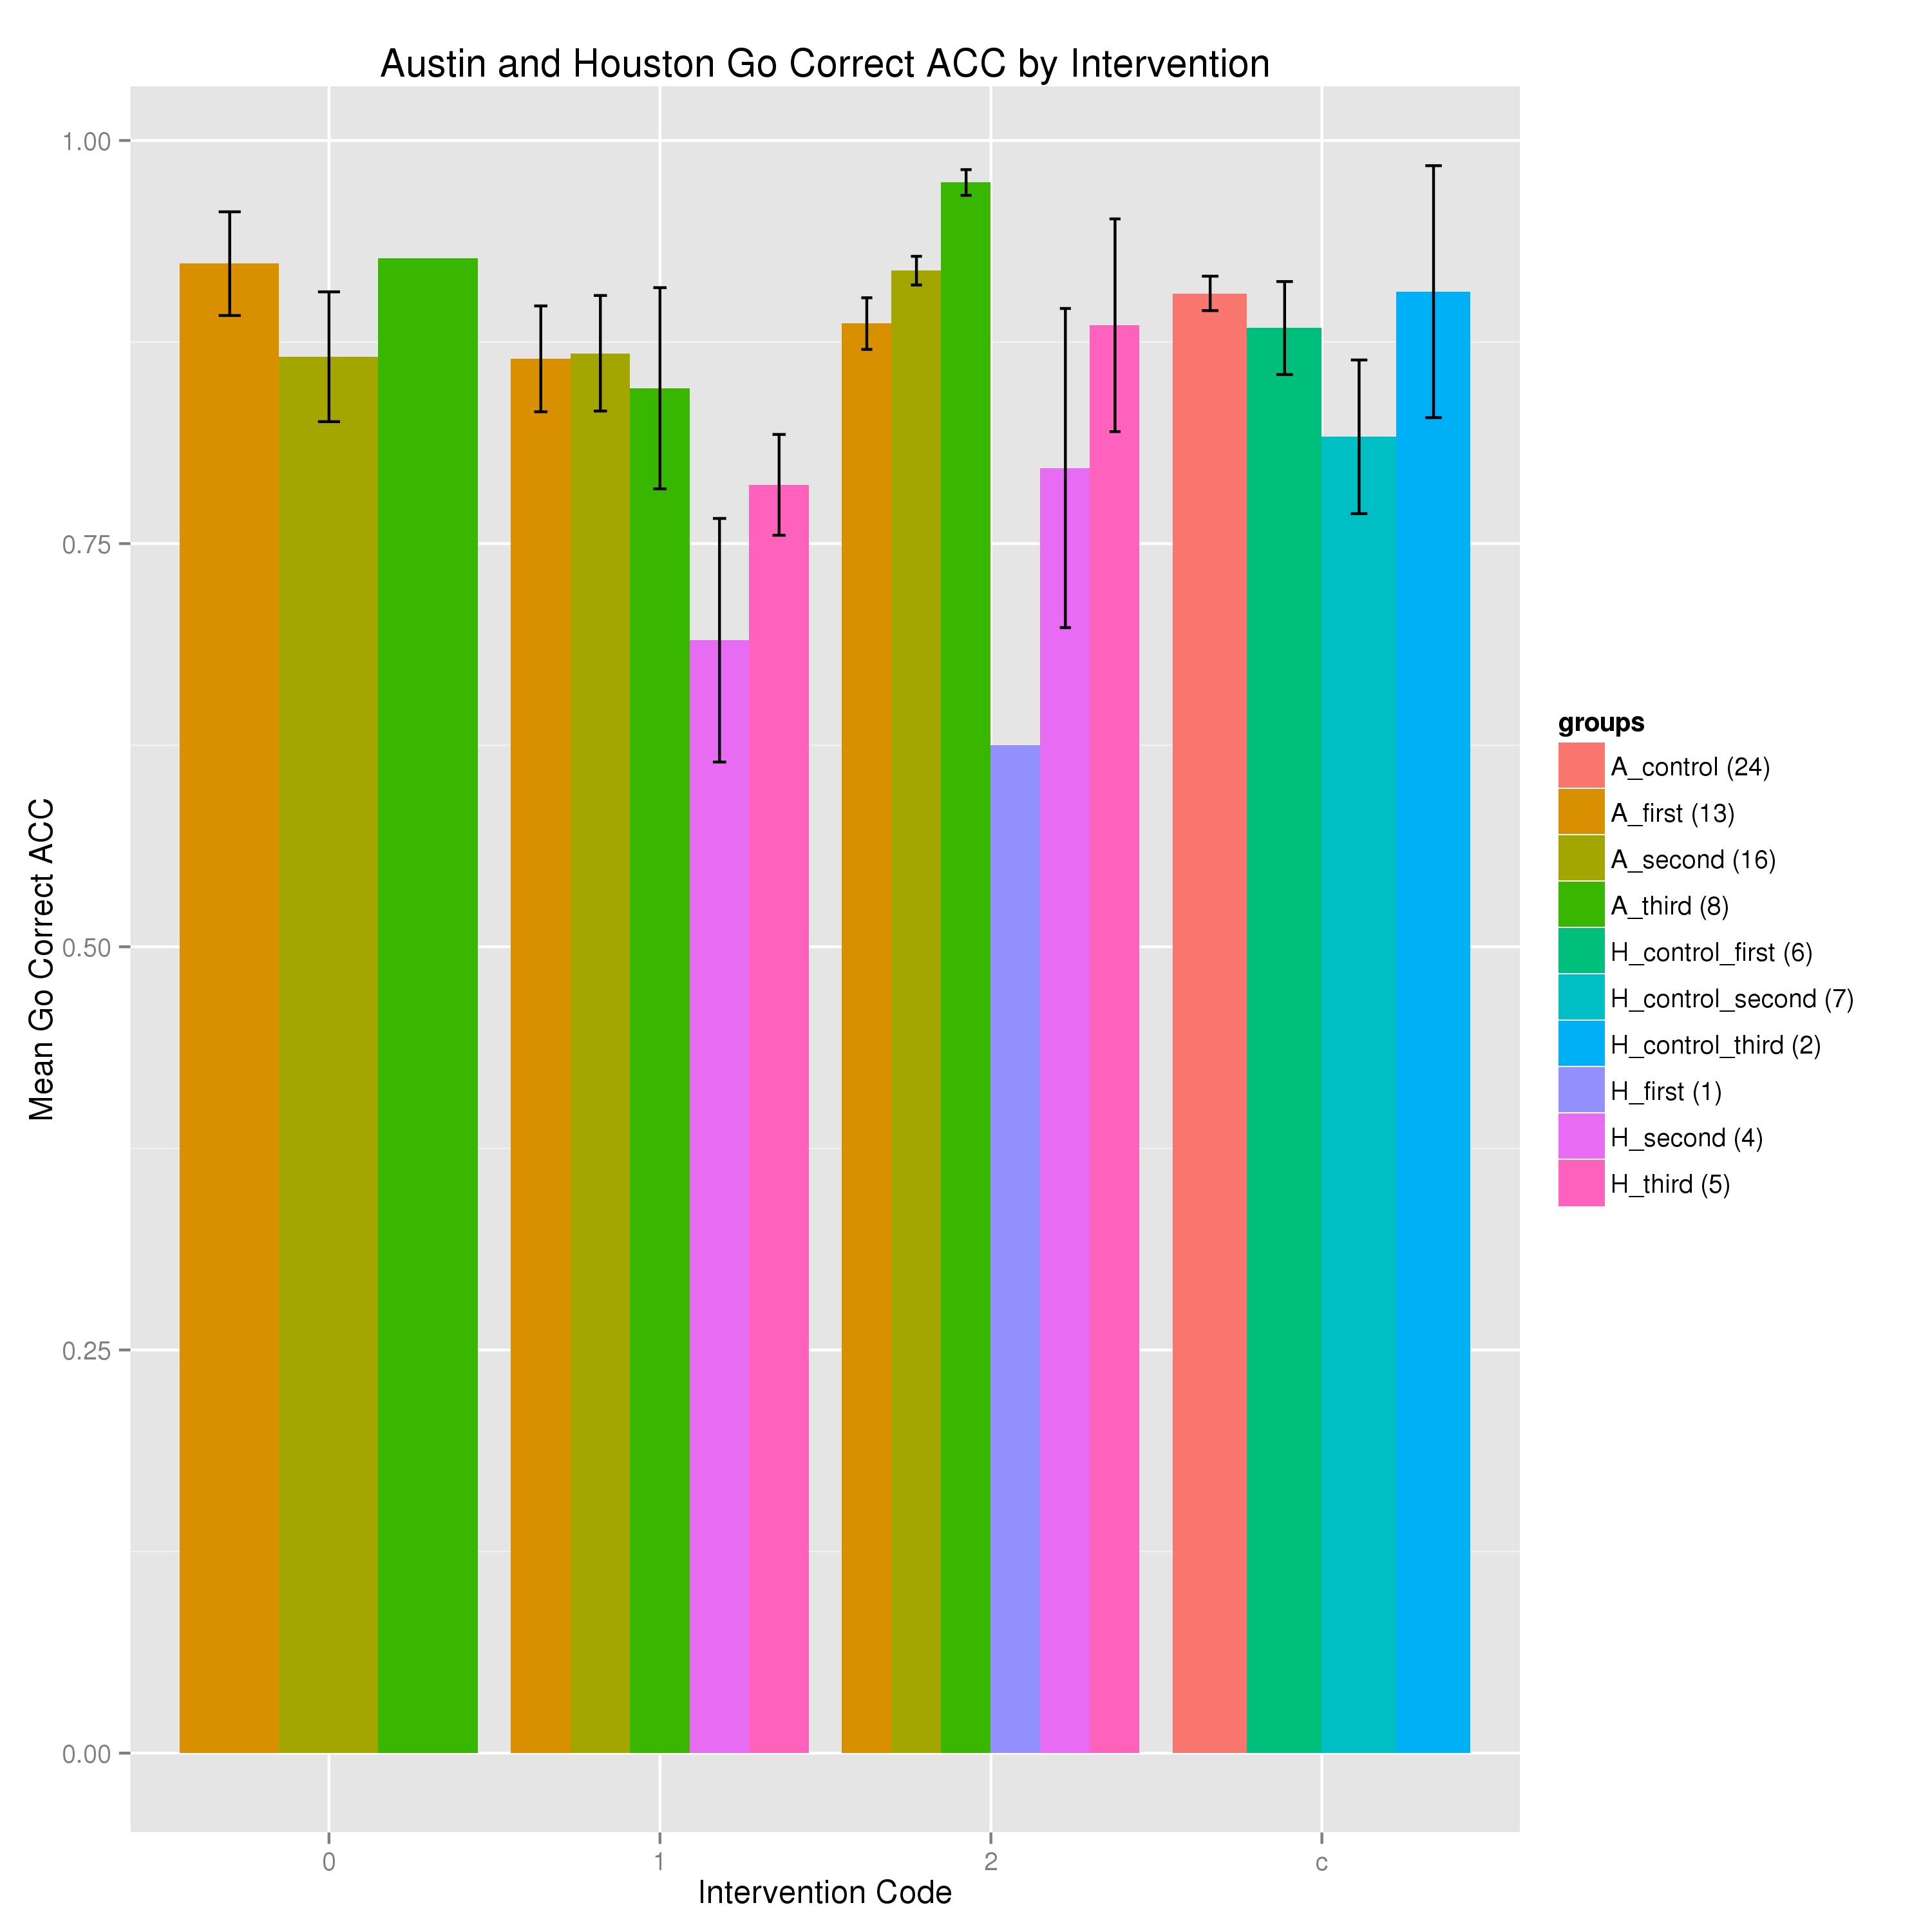 Austin and Houston Go Correct ACC by Intervention
1.00
0.75
0.50
0.25
0.00
Mean Go Correct ACC
0 1 2 c
Intervention Code
groups
A_control (24)
A_first (13)
A_second (16)
A_third (8)
H_control_first (6)
H_control_second (7)
H_control_third (2)
H_first (1)
H_second (4)
H_third (5)